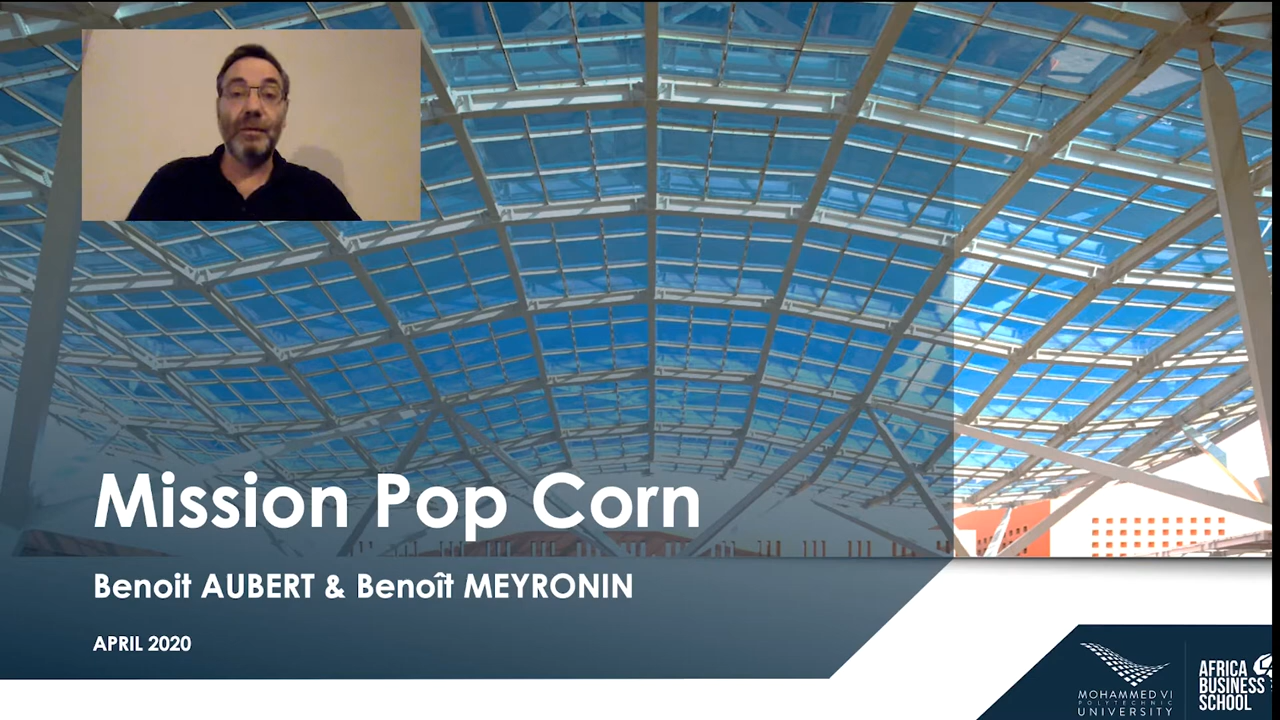 Mission Pop Corn
Benoit AUBERT & Benoît MEYRONIN
APRIL 2020
MOHAMMED VI
POLYTECHNIC
UNIVERSITY
AFRICA
BUSINESS
SCHOOL